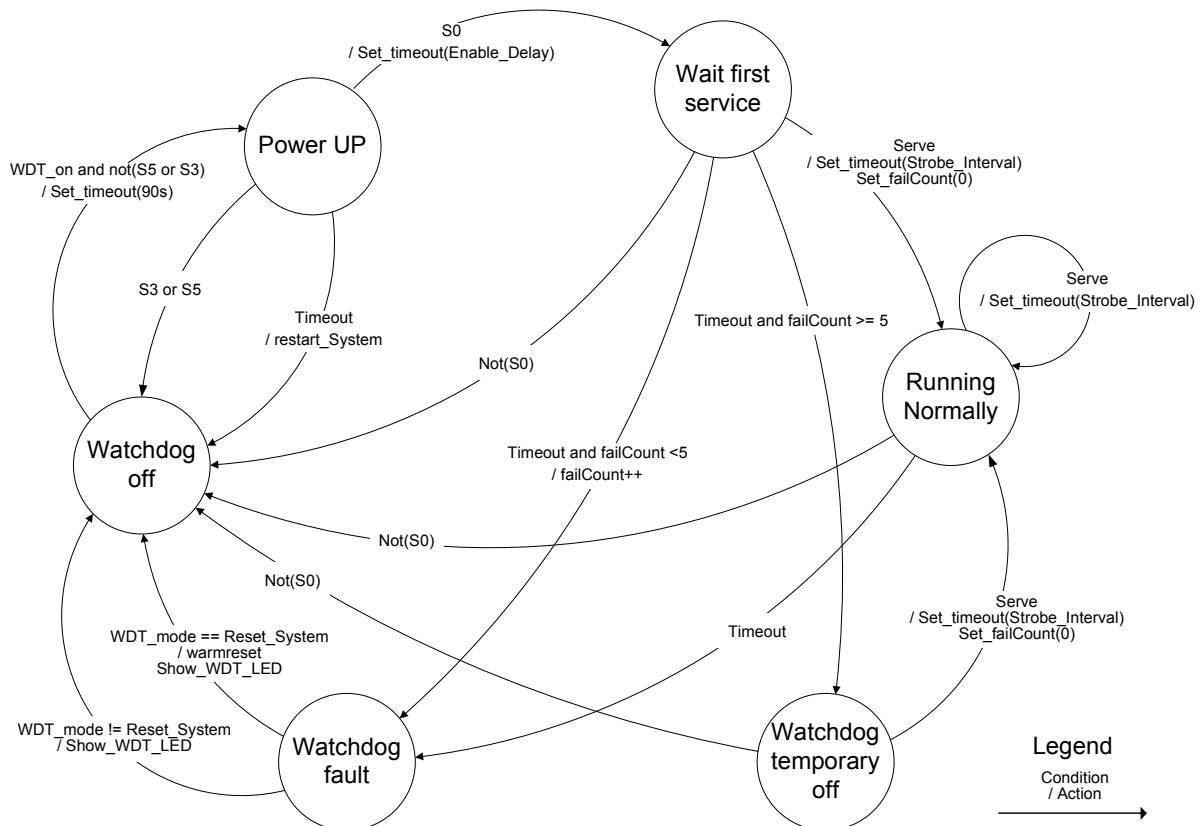 S0
/ Set_timeout(Enable_Delay)
Wait first
service
Power UP
WDT_on and not(S5 or S3)
/ Set_timeout(90s)
Serve
/ Set_timeout(Strobe_Interval)
Set_failCount(0)
S3 or S5
Serve
/ Set_timeout(Strobe_Interval)
Timeout
/ restart_System
Timeout and failCount >= 5
Not(S0)
Running
Normally
Watchdog
off
Timeout and failCount <5
/ failCount++
Not(S0)
Not(S0)
Serve
/ Set_timeout(Strobe_Interval)
Set_failCount(0)
Timeout
WDT_mode == Reset_System
/ warmreset
Show_WDT_LED
WDT_mode != Reset_System
/ Show_WDT_LED
Watchdog
fault
Watchdog
temporary
off
Legend
Condition
/ Action